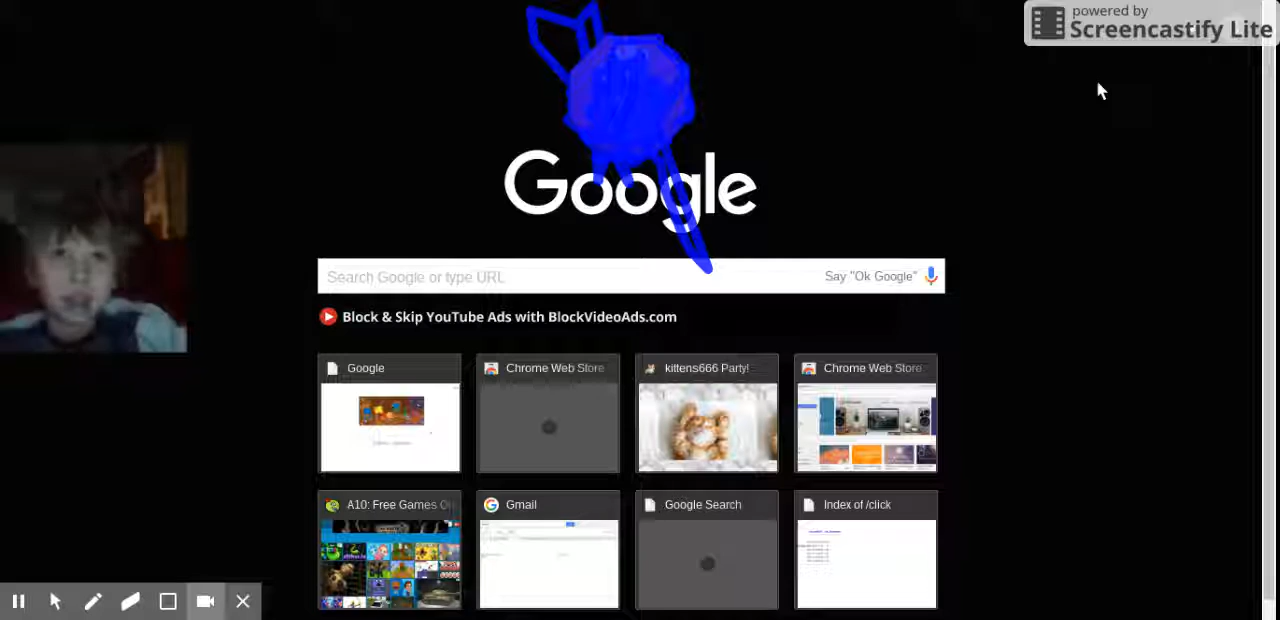 powered by
Screencastify Lite
Google
Search Google or type URL
Say "Ok Google"
Block & Skip YouTube Ads with BlockVideoAds.com
Google
Chrome Web Store
kittens666 Party!
Chrome Web Store
A10: Free Games
Gmail
Google Search
Index of /click